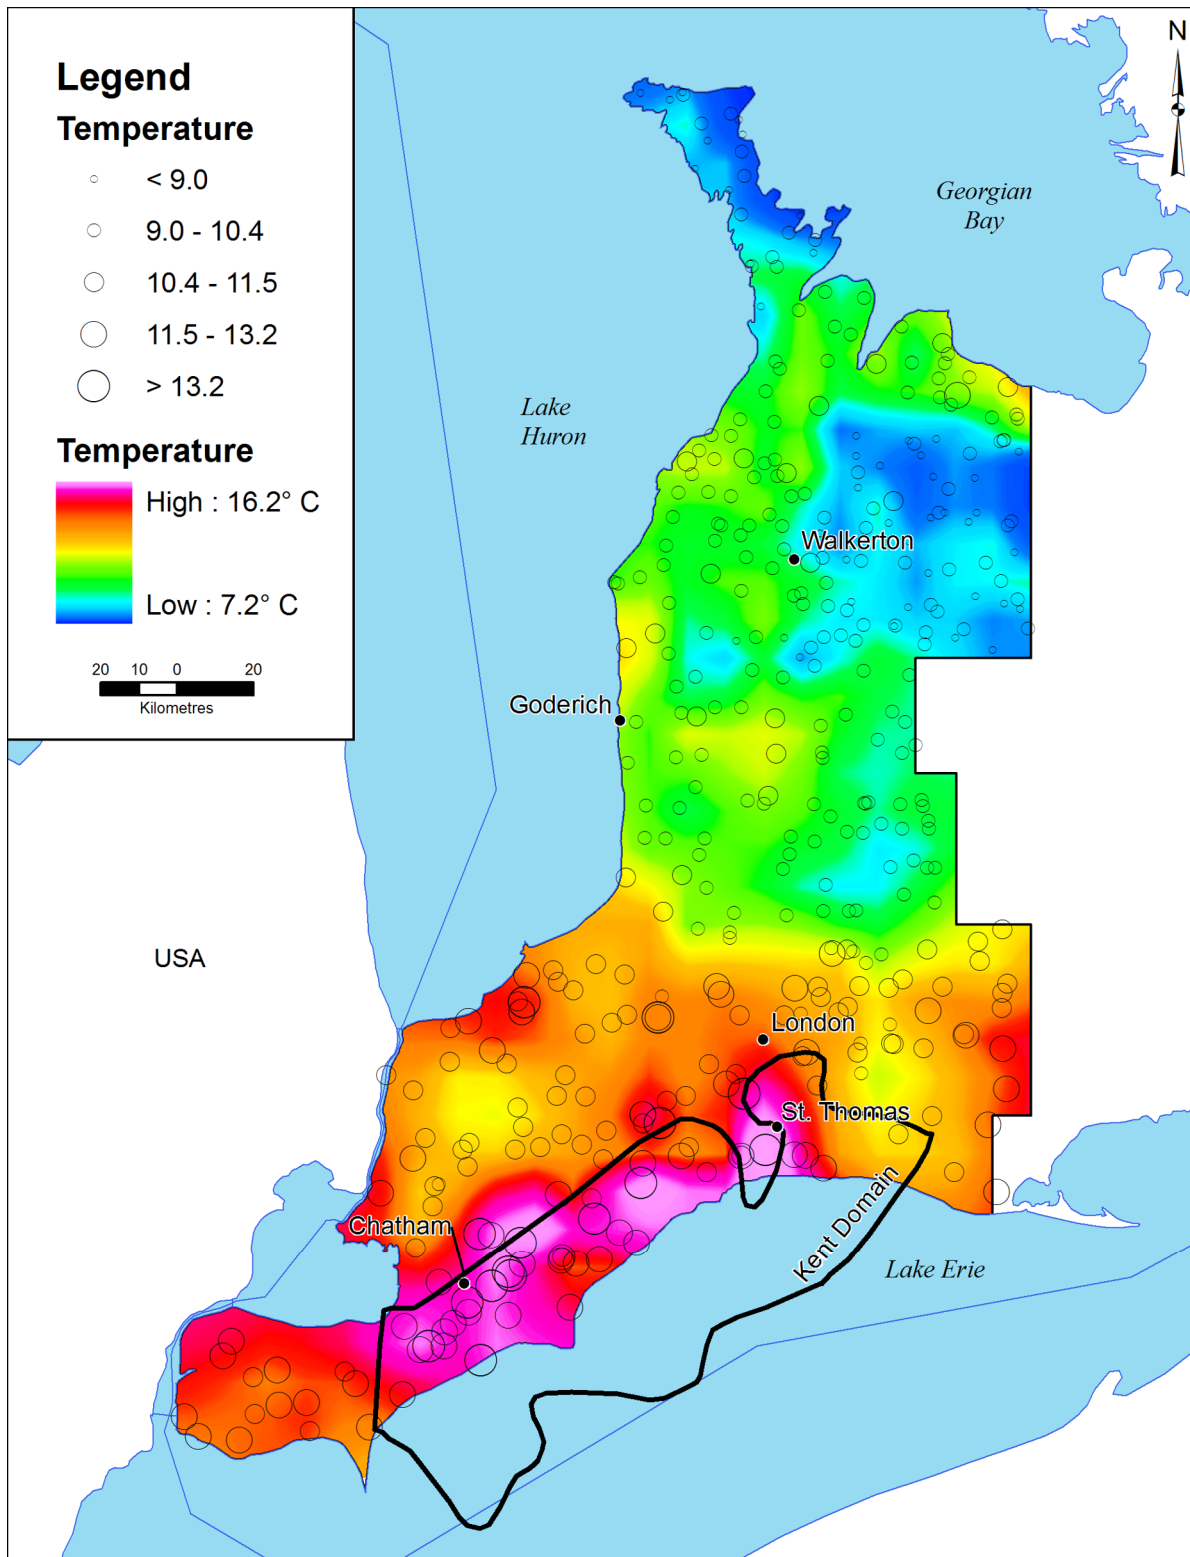 Legend
Temperature
< 9.0
9.0 - 10.4
10.4 - 11.5
11.5 - 13.2
> 13.2
Temperature
High : 16.2° C
Low : 7.2° C
20 10 0 20
Kilometres
N
Georgian
Bay
Lake
Huron
Walkerton
Goderich
USA
London
St. Thomas
Chatham
Kent Domain
Lake Erie